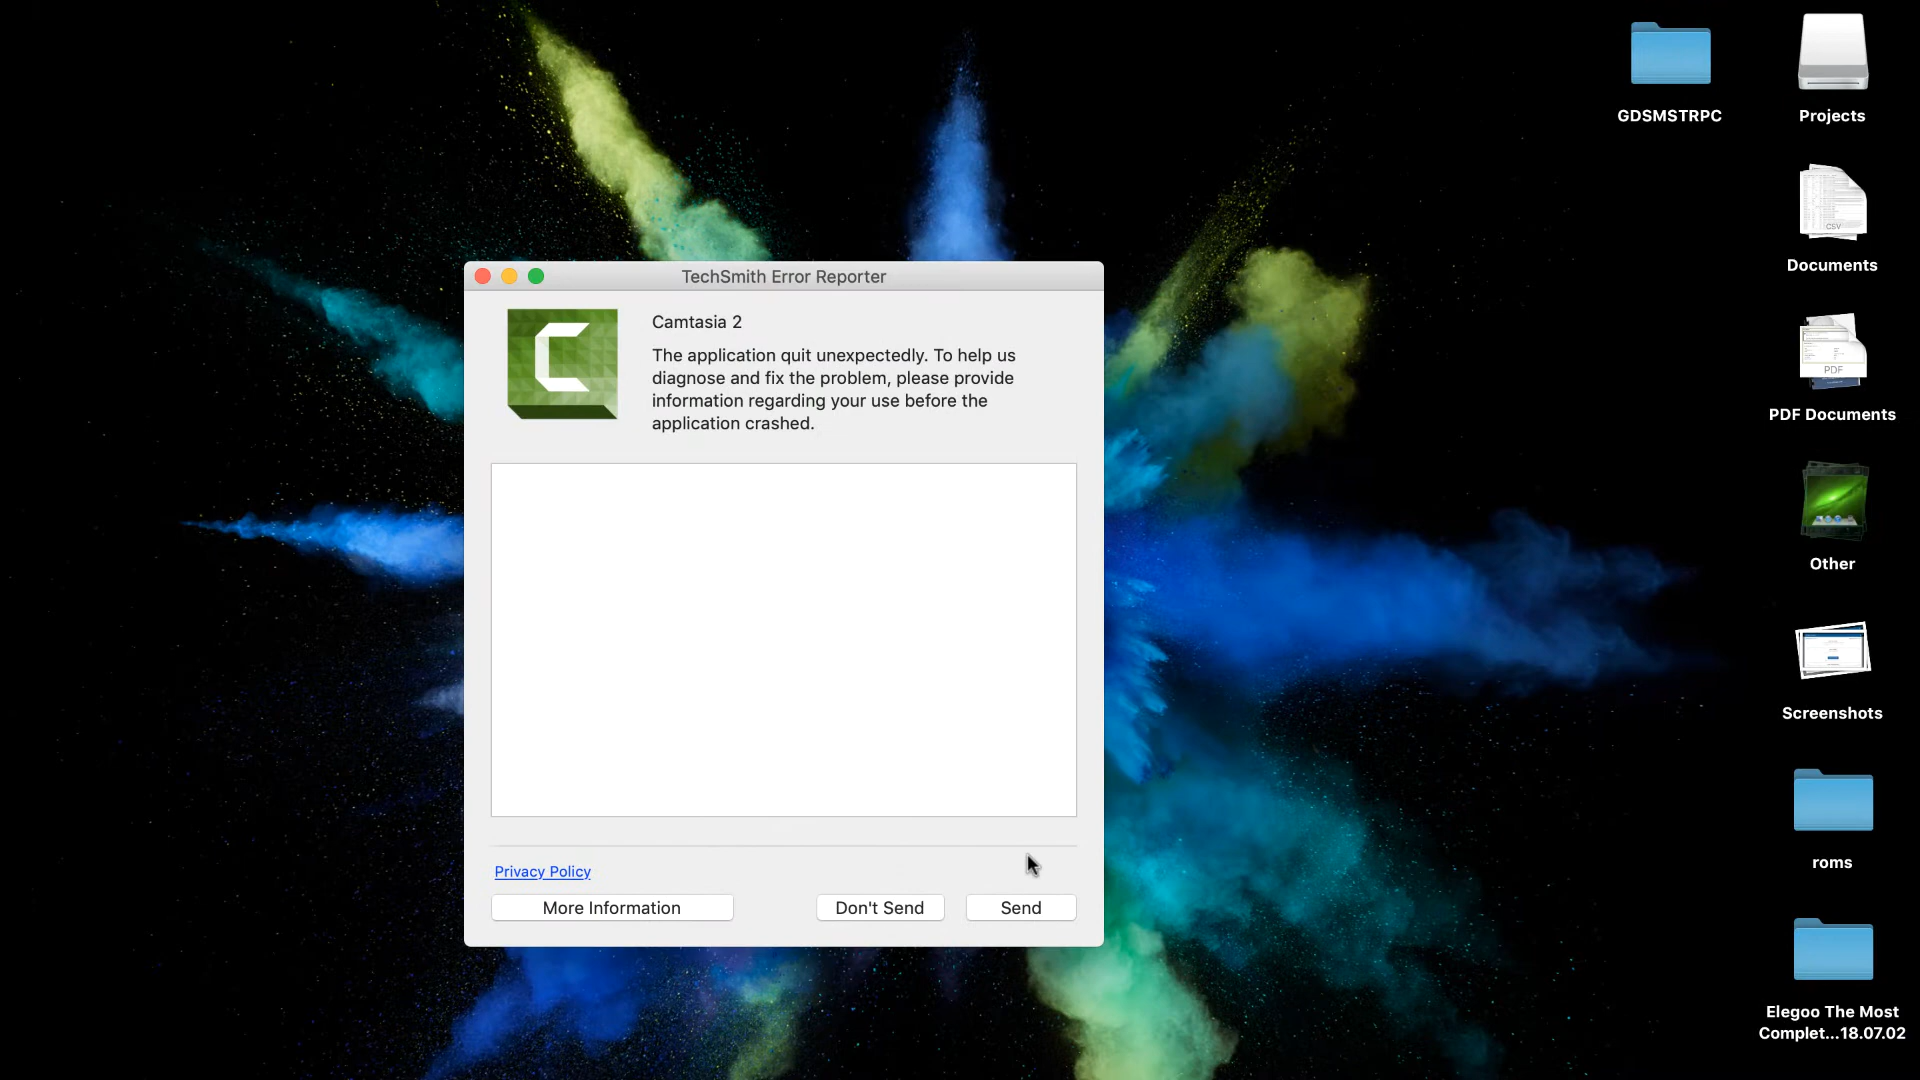 TechSmith Error Reporter
Camtasia 2
The application quit unexpectedly. To help us
diagnose and fix the problem, please provide
information regarding your use before the
application crashed.
Privacy Policy
More Information
Don't Send
Send
GDSMSTRPC
Projects
CSV
Documents
PDF
PDF Documents
Other
Screenshots
roms
Elegoo The Most
Complet...18.07.02